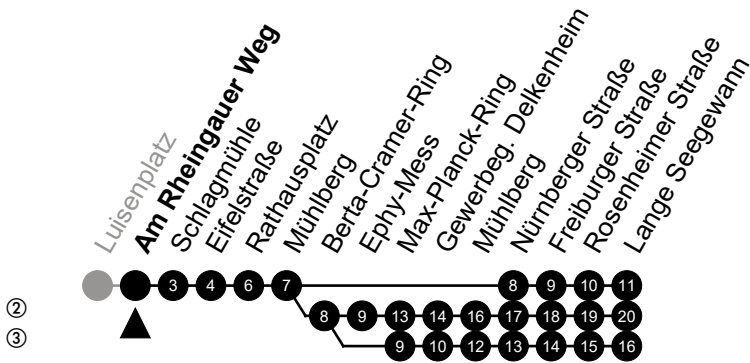 Luisenplatz
Am Rheingauer Weg
Schlagmühle
Eifelstraße
Rathausplatz
Mühlberg
Berta-Cramer-Ring
Ephy-Mess
Max-Planck-Ring
Gewerbeg. Delkenheim
Mühlberg
Nürnberger Straße
Freiburger Straße
Rosenheimer Straße
Lange Seegewann
3 4 6 7 8 9 10 11
② 8 9 13 14 16 17 18 19 20
③ 9 10 12 13 14 15 16